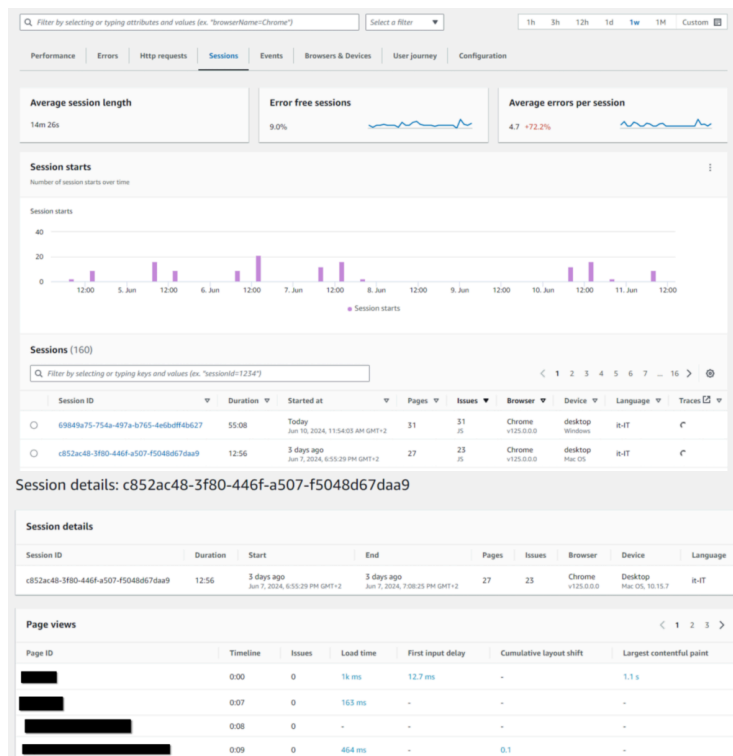 Filter by selecting or typing attributes and values (ex. "browserName=Chrome") Select a filter 1h 3h 12h 1d 1w 1M Custom
Performance Errors Http requests Sessions Events Browsers & Devices User journey Configuration
Average session length Error free sessions Average errors per session
14m 26s 9.0% 4.7 +72.2%
Session starts
Number of session starts over time
Session starts
40
20
0
12:00 5. Jun 12:00 6. Jun 12:00 7. Jun 12:00 8. Jun 12:00 9. Jun 12:00 10. Jun 12:00 11. Jun 12:00
Session starts
Sessions (160)
Filter by selecting or typing keys and values (ex. "sessionId=1234") 1 2 3 4 5 6 7 ... 16
Session ID Duration Started at Pages Issues Browser Device Language Traces
69849a75-754a-497a-b765-4e6bdff4b627 55:08 Today 31 31 Chrome desktop it-IT
Jun 10, 2024, 11:54:03 AM GMT+2 JS v125.0.0.0 Windows
c852ac48-3f80-446f-a507-f5048d67daa9 12:56 3 days ago 27 23 Chrome desktop it-IT
Jun 7, 2024, 6:55:29 PM GMT+2 JS v125.0.0.0 Mac OS
Session details: c852ac48-3f80-446f-a507-f5048d67daa9
Session details
Session ID Duration Start End Pages Issues Browser Device Language
c852ac48-3f80-446f-a507-f5048d67daa9 12:56 3 days ago 3 days ago 27 23 Chrome Desktop it-IT
Jun 7, 2024, 6:55:29 PM GMT+2 Jun 7, 2024, 7:08:25 PM GMT+2 v125.0.0.0 Mac OS, 10.15.7
Page views 1 2 3
Page ID Timeline Issues Load time First input delay Cumulative layout shift Largest contentful paint
0:00 0 1k ms 12.7 ms - 1.1 s
0:07 0 163 ms - - -
0:08 0 - - - -
0:09 0 464 ms - 0.1 -